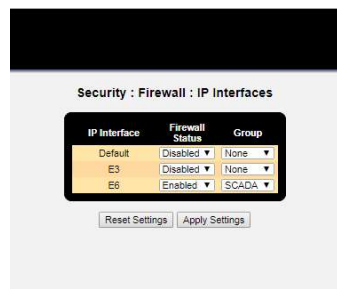 Security : Firewall : IP Interfaces
IP Interface Firewall Status Group
Default Disabled None
E3 Disabled None
E6 Enabled SCADA
Reset Settings Apply Settings